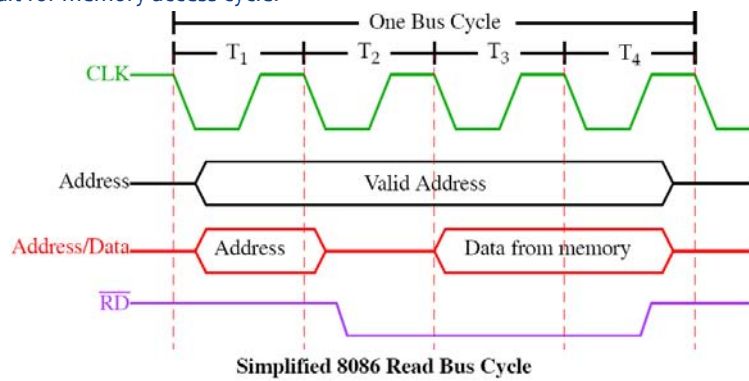 One Bus Cycle
T1 T2 T3 T4
CLK
Address Valid Address
Address/Data Address Data from memory
RD
Simplified 8086 Read Bus Cycle